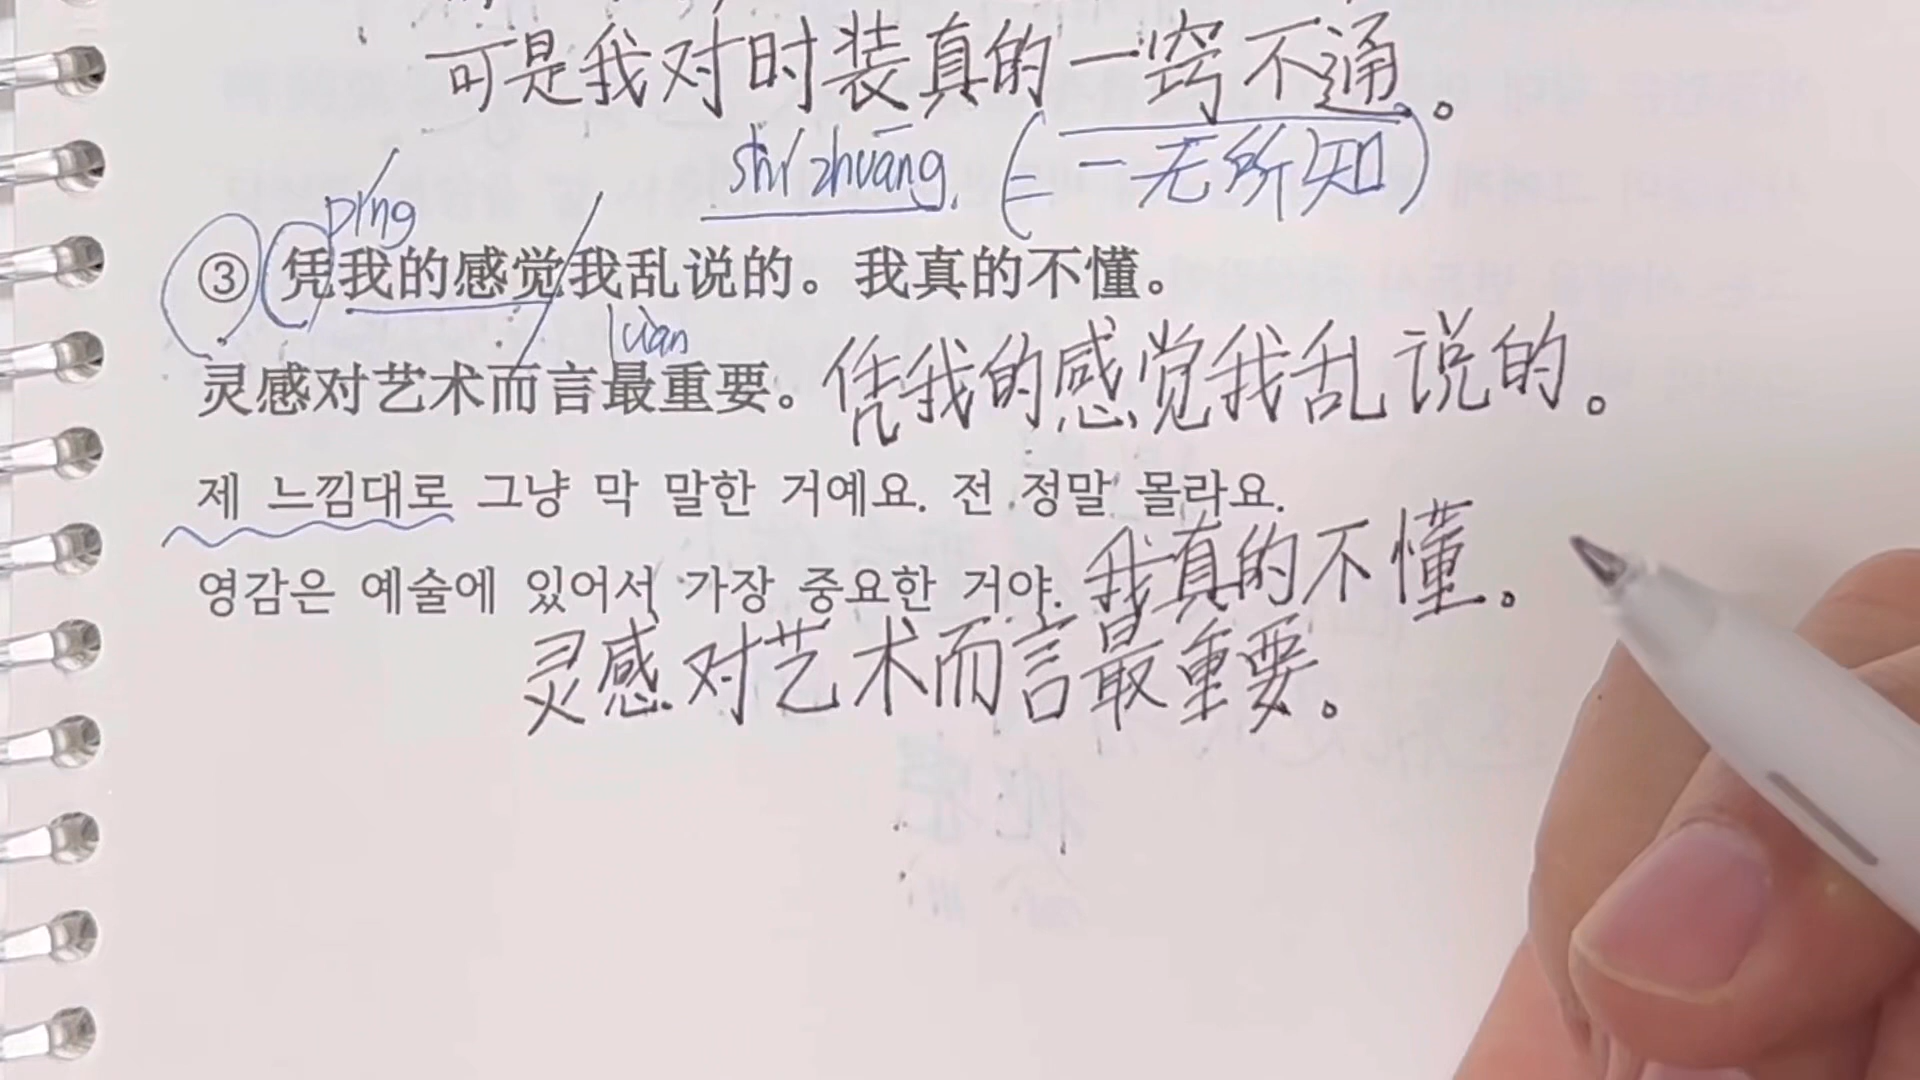 可是我对时装真的一窍不通。
shí zhuāng (= 一无所知)
píng
③ 凭我的感觉我乱说的。我真的不懂。
luàn
灵感对艺术而言最重要。 凭我的感觉我乱说的。
제 느낌대로 그냥 막 말한 거예요. 전 정말 몰라요.
영감은 예술에 있어서 가장 중요한 거야. 我真的不懂。
灵感对艺术而言最重要。